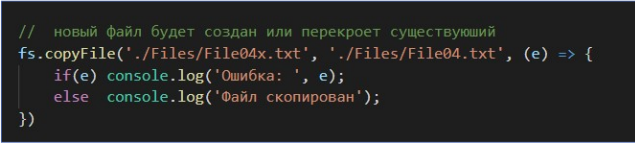 //  новый файл будет создан или перекроет существуюший
fs.copyFile('./Files/File04x.txt', './Files/File04.txt', (e) => {
    if(e) console.log('Ошибка: ', e);
    else  console.log('Файл скопирован');
})